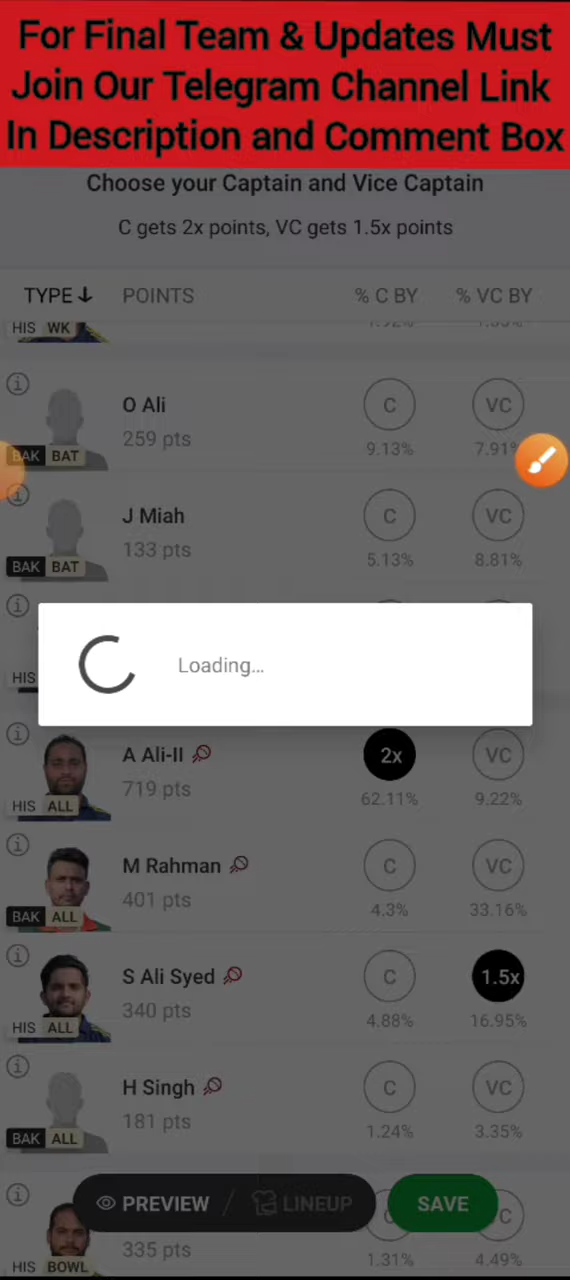 For Final Team & Updates Must
Join Our Telegram Channel Link
In Description and Comment Box
Choose your Captain and Vice Captain
C gets 2x points, VC gets 1.5x points
TYPE POINTS % C BY % VC BY
HIS WK
O Ali C VC
259 pts 9.13% 7.91%
BAK BAT
J Miah C VC
133 pts 5.13% 8.81%
BAK BAT
Loading...
HIS
A Ali-II 2x VC
719 pts 62.11% 9.22%
HIS ALL
M Rahman C VC
401 pts 4.3% 33.16%
BAK ALL
S Ali Syed C 1.5x
340 pts 4.88% 16.95%
HIS ALL
H Singh C VC
181 pts 1.24% 3.35%
BAK ALL
PREVIEW / LINEUP SAVE
335 pts 1.31% 4.49%
HIS BOWL